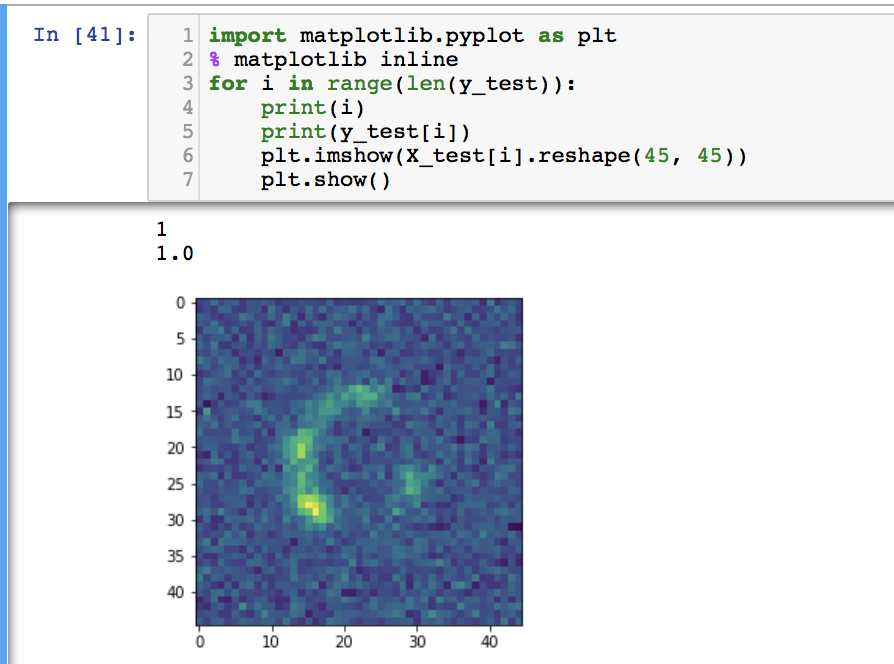 In [41]:
1 import matplotlib.pyplot as plt
2 % matplotlib inline
3 for i in range(len(y_test)):
4     print(i)
5     print(y_test[i])
6     plt.imshow(X_test[i].reshape(45, 45))
7     plt.show()
1
1.0
0
5
10
15
20
25
30
35
40
0 10 20 30 40